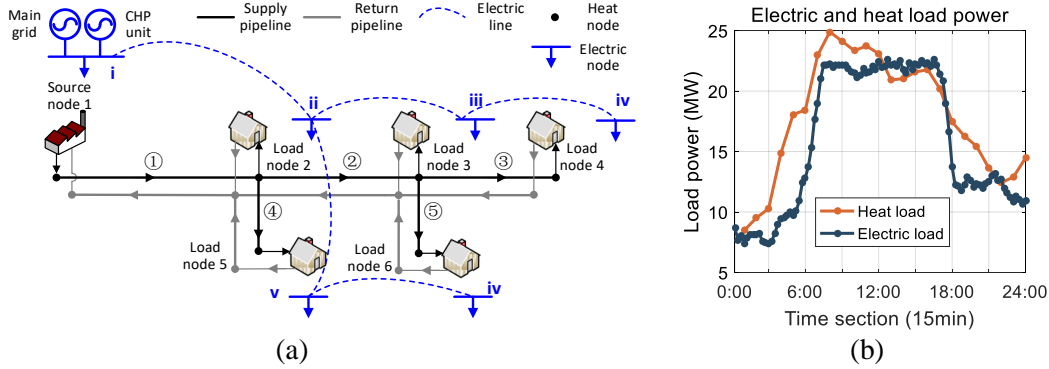 Main
grid
CHP
unit
Supply
pipeline
Return
pipeline
Electric
line
Heat
node
Electric
node
i
Source
node 1
ii
iii
iv
Load
node 2
Load
node 3
Load
node 4
①
②
③
④
⑤
Load
node 5
Load
node 6
v
iv
(a)
Electric and heat load power
Load power (MW)
25
20
15
10
5
Heat load
Electric load
0:00
6:00
12:00
18:00
24:00
Time section (15min)
(b)